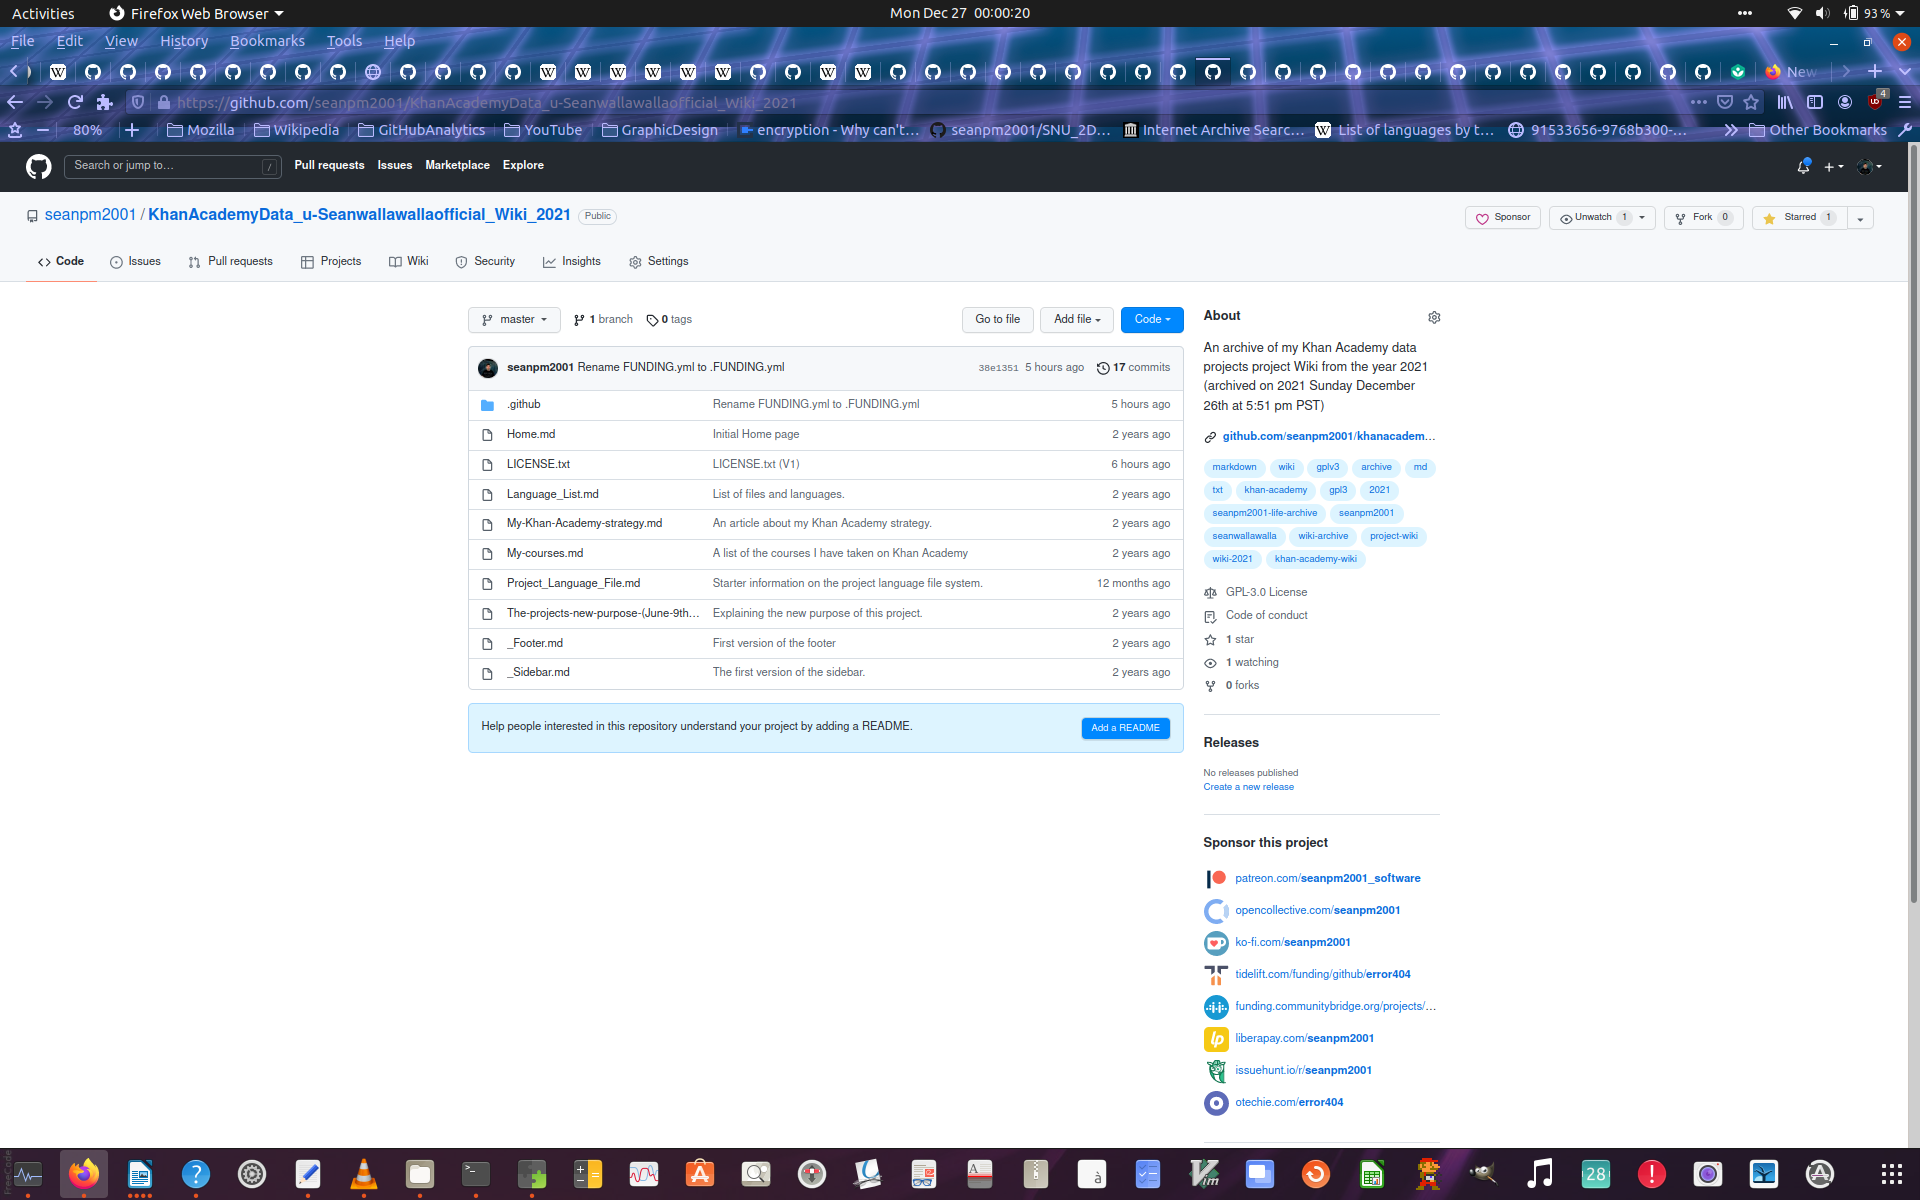 Activities Firefox Web Browser Mon Dec 27 00:00:20 93 %
File Edit View History Bookmarks Tools Help
New
https://github.com/seanpm2001/KhanAcademyData_u-Seanwallawallaofficial_Wiki_2021 4
80% Mozilla Wikipedia GitHubAnalytics YouTube GraphicDesign encryption - Why can't… seanpm2001/SNU_2D… Internet Archive Searc… List of languages by t… 91533656-9768b300-… Other Bookmarks
Search or jump to… / Pull requests Issues Marketplace Explore
seanpm2001 / KhanAcademyData_u-Seanwallawallaofficial_Wiki_2021 Public
Sponsor Unwatch 1 Fork 0 Starred 1
Code Issues Pull requests Projects Wiki Security Insights Settings
master 1 branch 0 tags Go to file Add file Code
seanpm2001 Rename FUNDING.yml to .FUNDING.yml 38e1351 5 hours ago 17 commits
.github Rename FUNDING.yml to .FUNDING.yml 5 hours ago
Home.md Initial Home page 2 years ago
LICENSE.txt LICENSE.txt (V1) 6 hours ago
Language_List.md List of files and languages. 2 years ago
My-Khan-Academy-strategy.md An article about my Khan Academy strategy. 2 years ago
My-courses.md A list of the courses I have taken on Khan Academy 2 years ago
Project_Language_File.md Starter information on the project language file system. 12 months ago
The-projects-new-purpose-(June-9th… Explaining the new purpose of this project. 2 years ago
_Footer.md First version of the footer 2 years ago
_Sidebar.md The first version of the sidebar. 2 years ago
Help people interested in this repository understand your project by adding a README. Add a README
About
An archive of my Khan Academy data
projects project Wiki from the year 2021
(archived on 2021 Sunday December
26th at 5:51 pm PST)
github.com/seanpm2001/khanacadem…
markdown wiki gplv3 archive md
txt khan-academy gpl3 2021
seanpm2001-life-archive seanpm2001
seanwallawalla wiki-archive project-wiki
wiki-2021 khan-academy-wiki
GPL-3.0 License
Code of conduct
1 star
1 watching
0 forks
Releases
No releases published
Create a new release
Sponsor this project
patreon.com/seanpm2001_software
opencollective.com/seanpm2001
ko-fi.com/seanpm2001
tidelift.com/funding/github/error404
funding.communitybridge.org/projects/…
liberapay.com/seanpm2001
issuehunt.io/r/seanpm2001
otechie.com/error404
28